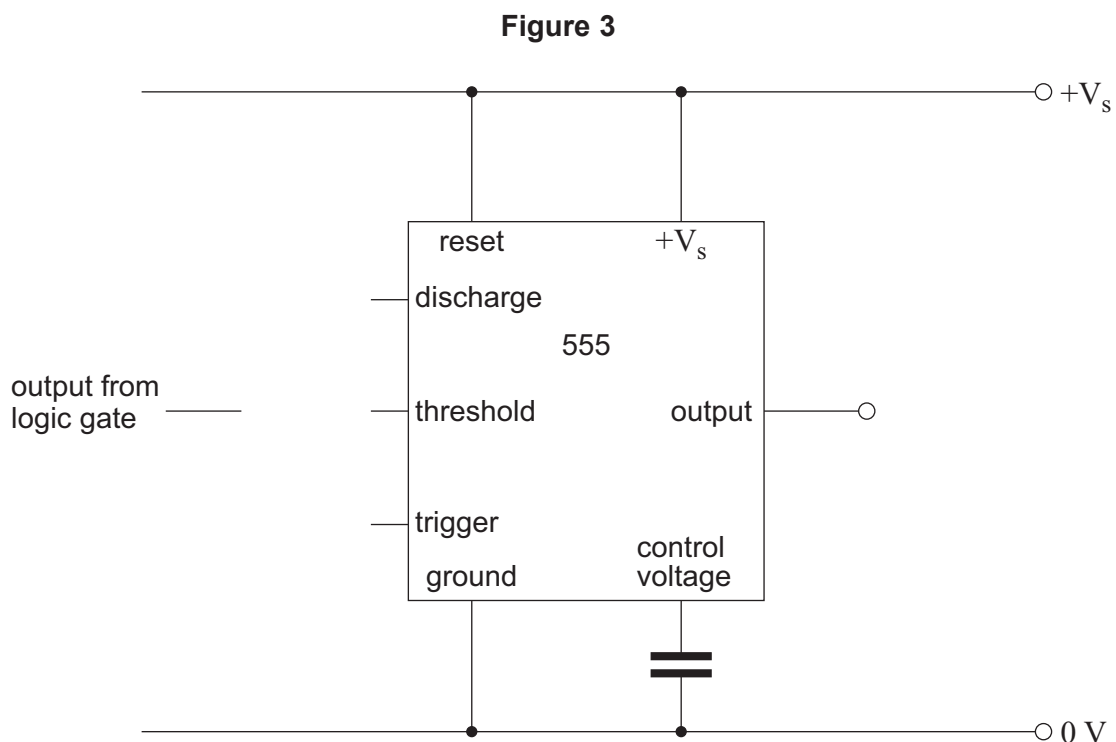 Figure 3
+Vs
reset +Vs
discharge
555
output from
logic gate
threshold output
trigger
control
voltage
ground
0 V